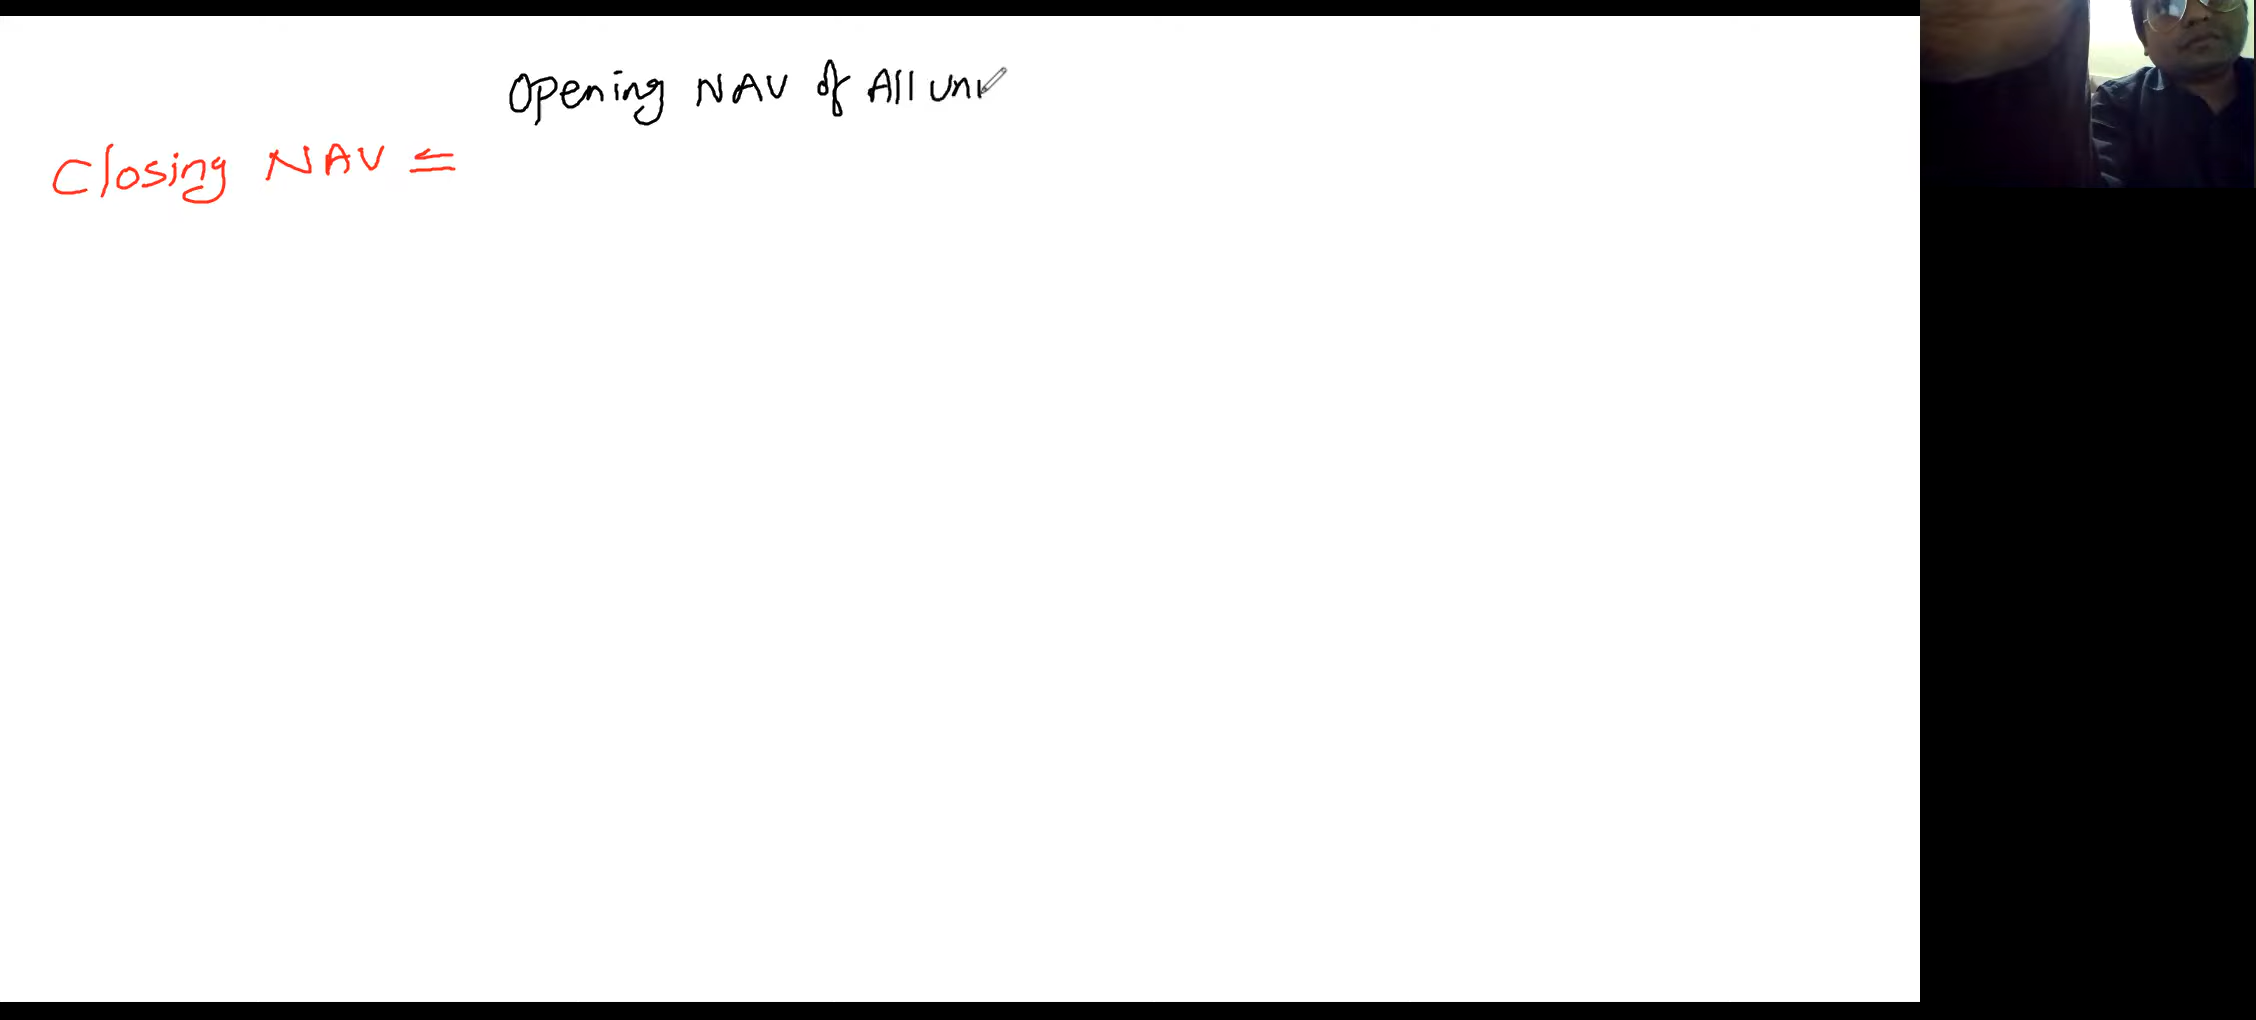 Opening NAV of All uni
Closing NAV =